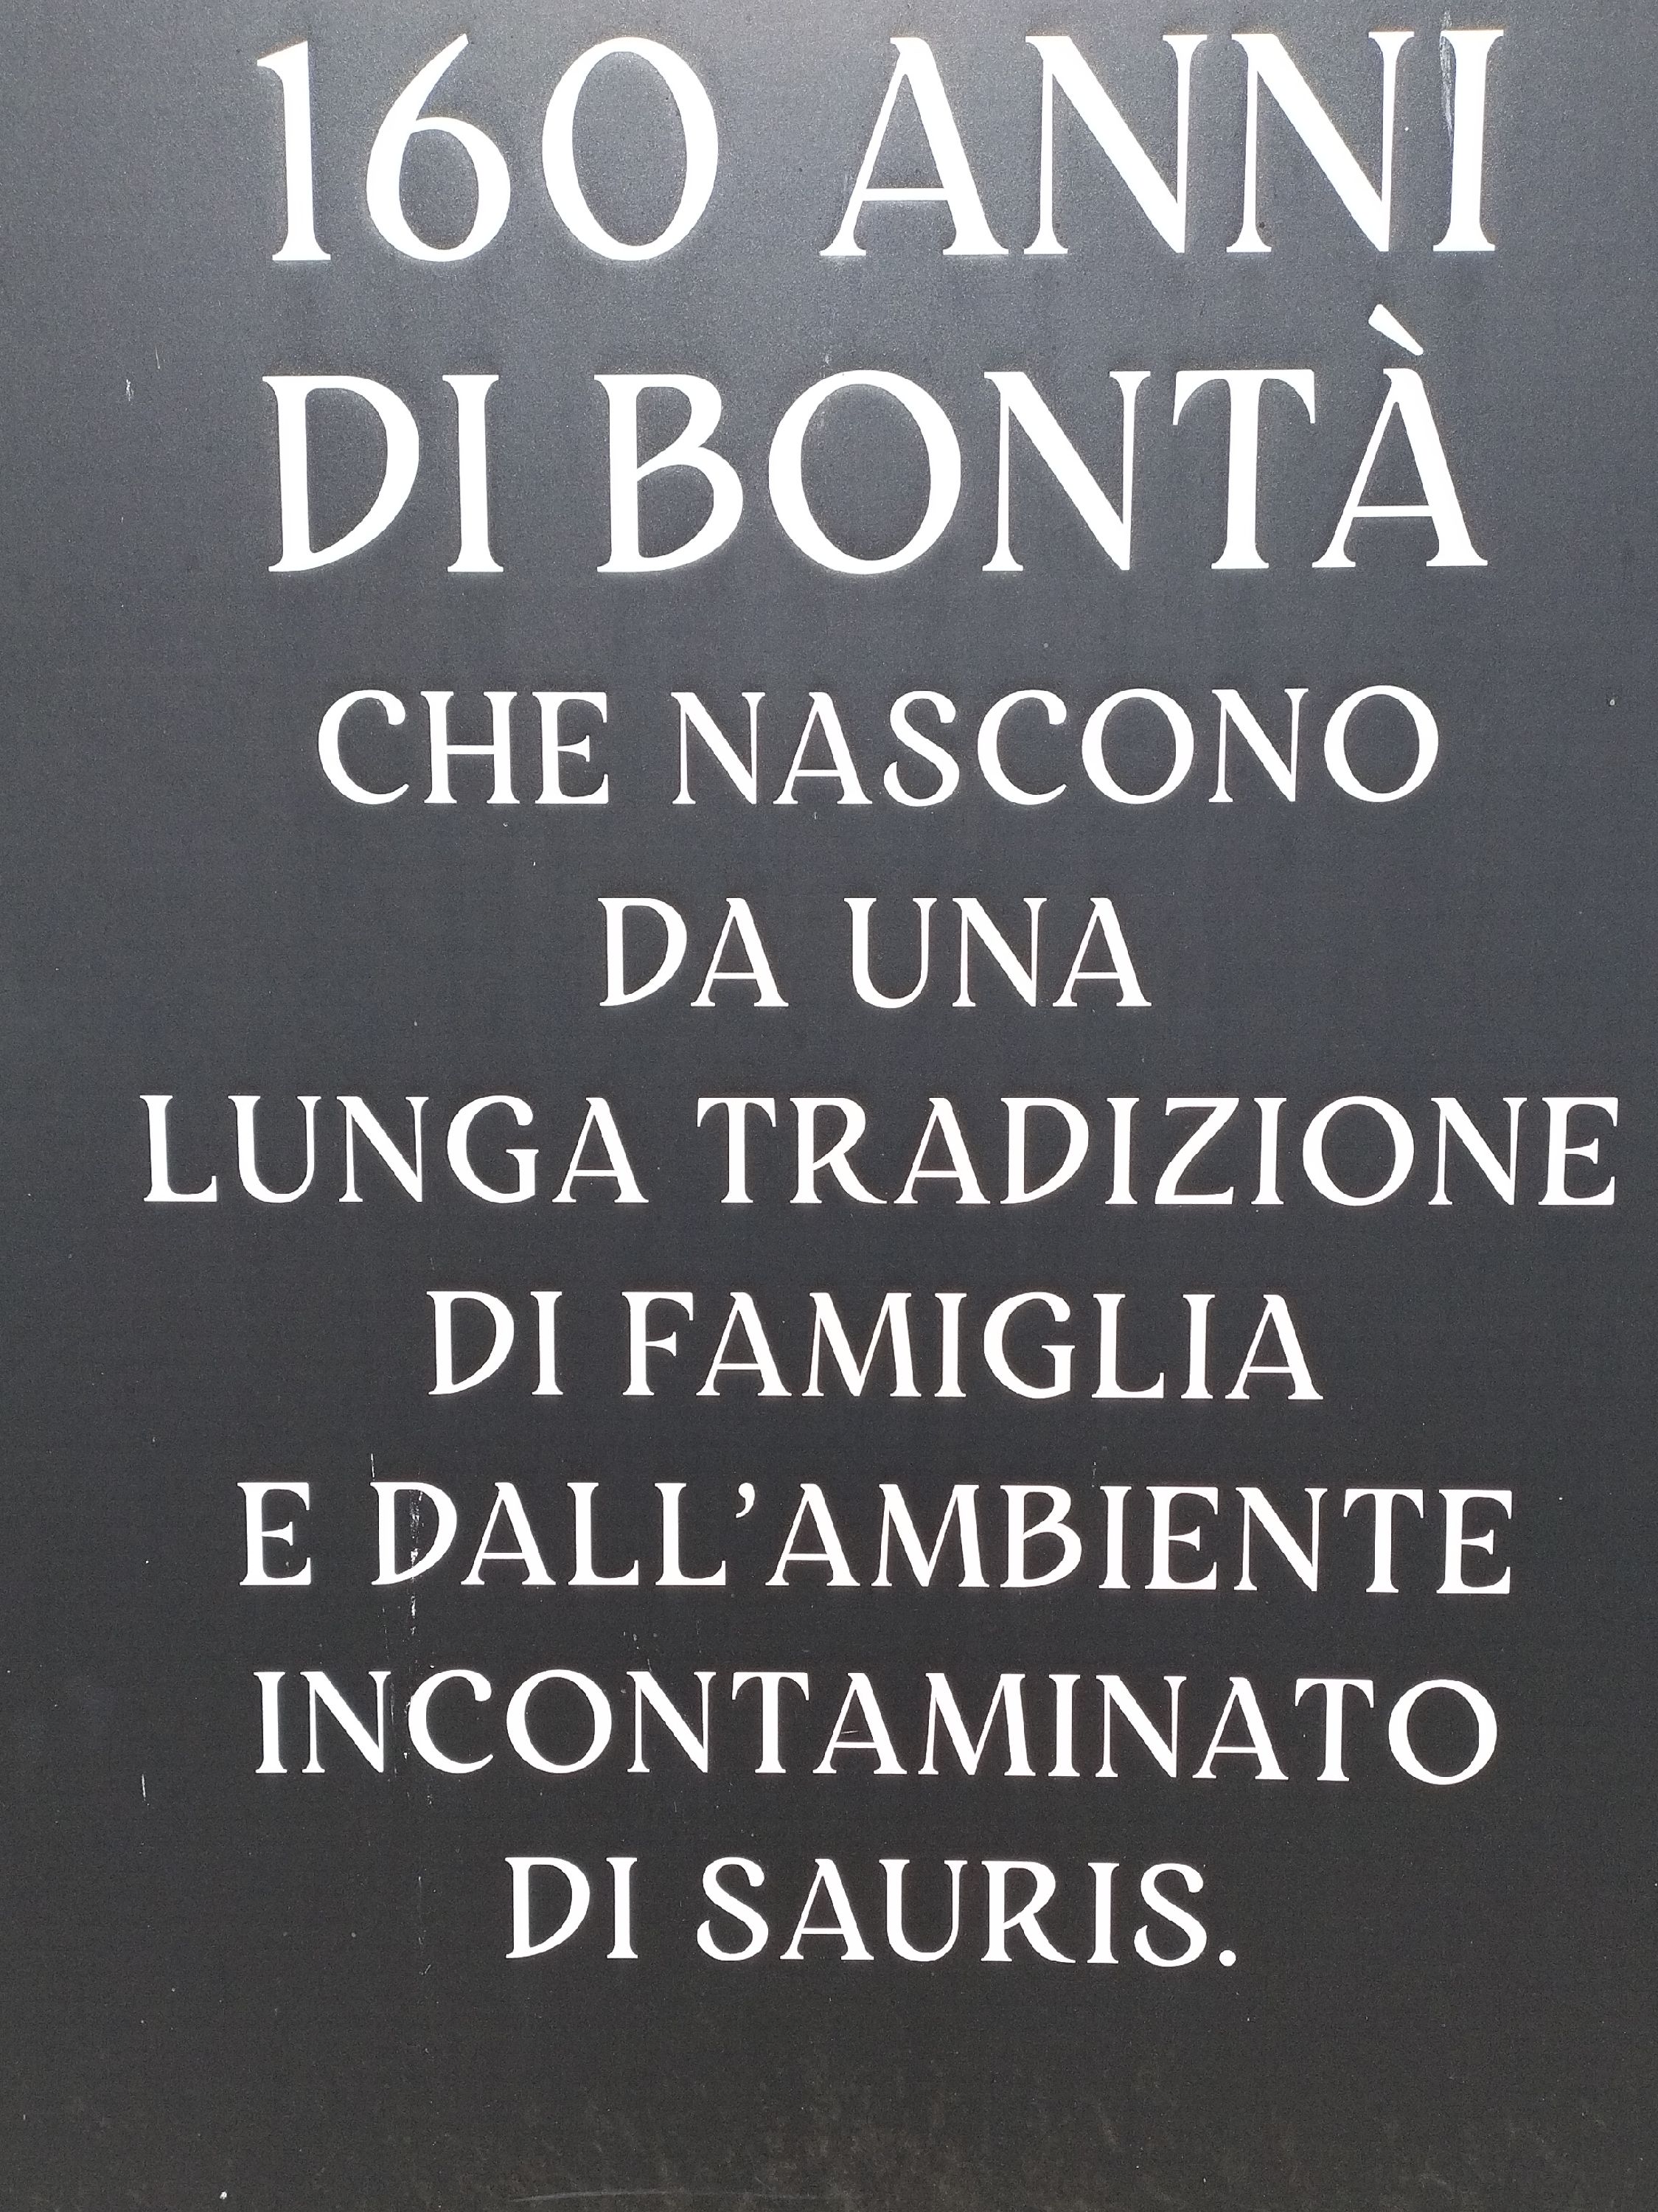 160 ANNI
DI BONTÀ
CHE NASCONO
DA UNA
LUNGA TRADIZIONE
DI FAMIGLIA
E DALL’AMBIENTE
INCONTAMINATO
DI SAURIS.